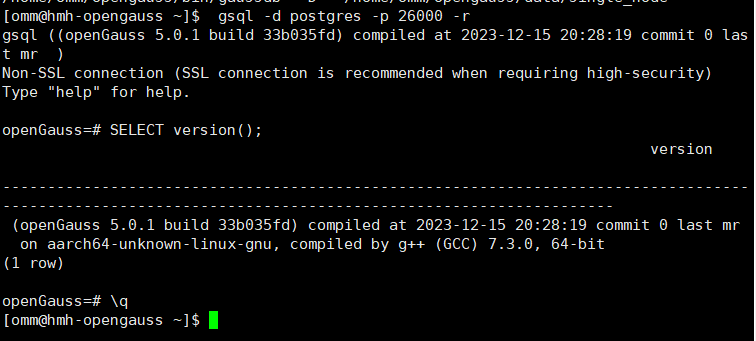 [omm@hmh-opengauss ~]$  gsql -d postgres -p 26000 -r
gsql ((openGauss 5.0.1 build 33b035fd) compiled at 2023-12-15 20:28:19 commit 0 las
t mr  )
Non-SSL connection (SSL connection is recommended when requiring high-security)
Type "help" for help.

openGauss=# SELECT version();
                                                                        version

-----------------------------------------------------------------------------------
--------------------------------------------------------------------
 (openGauss 5.0.1 build 33b035fd) compiled at 2023-12-15 20:28:19 commit 0 last mr
  on aarch64-unknown-linux-gnu, compiled by g++ (GCC) 7.3.0, 64-bit
(1 row)

openGauss=# \q
[omm@hmh-opengauss ~]$